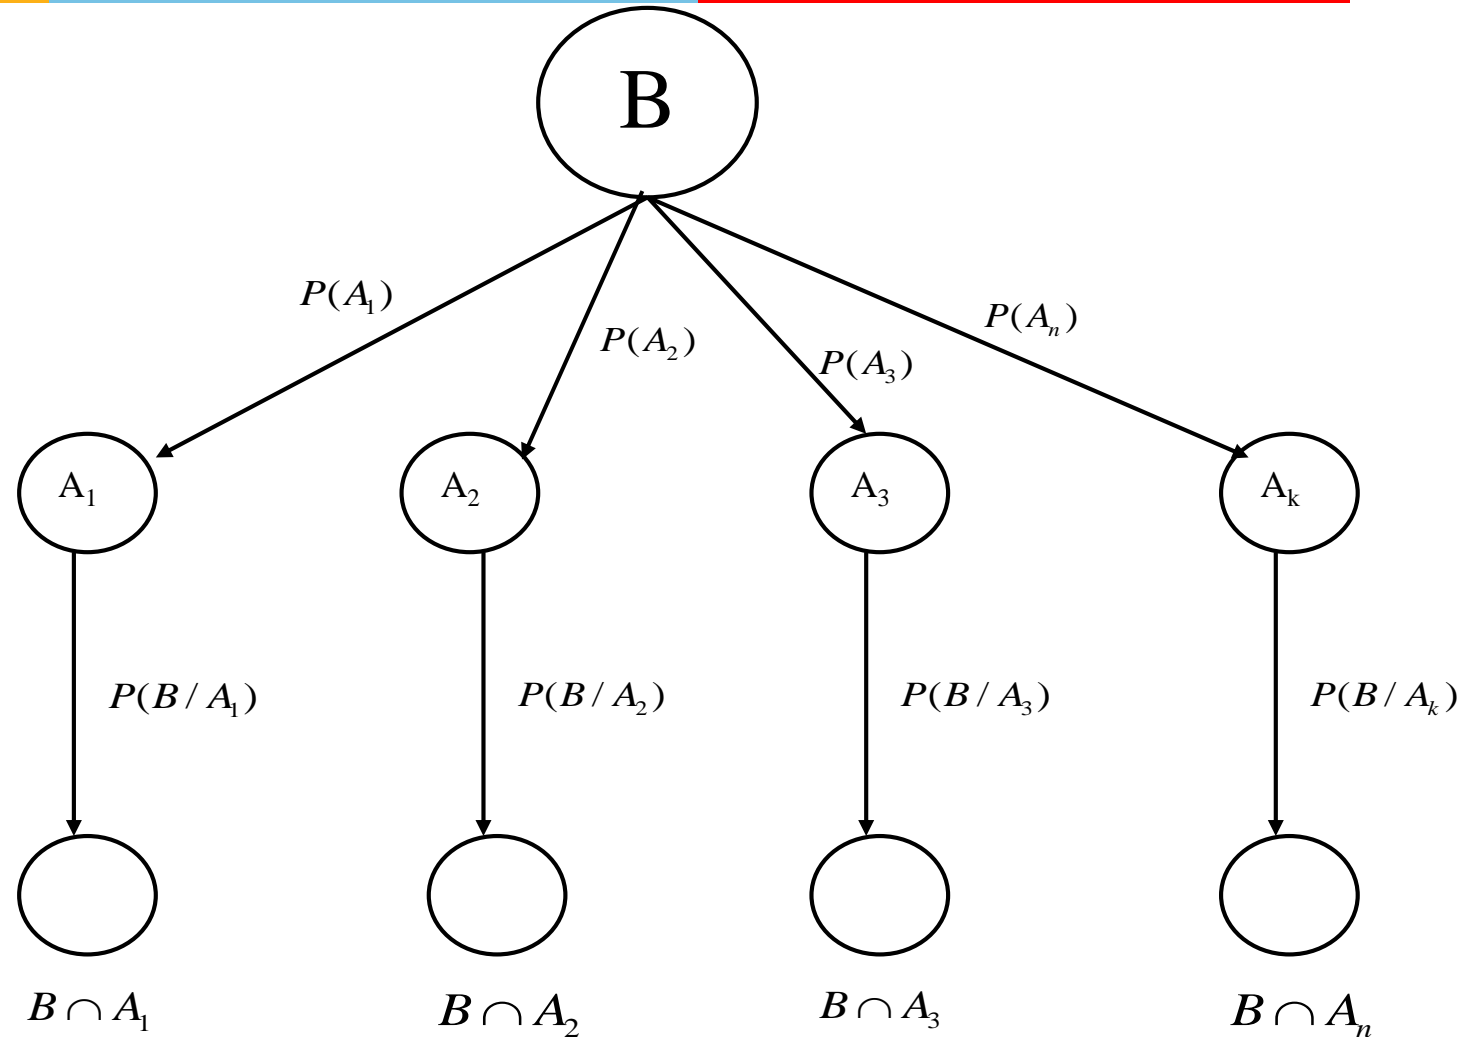 B
P(A₁)
P(A₂)
P(A₃)
P(Aₙ)
A₁
A₂
A₃
Aₖ
P(B / A₁)
P(B / A₂)
P(B / A₃)
P(B / Aₖ)
B ∩ A₁
B ∩ A₂
B ∩ A₃
B ∩ Aₙ